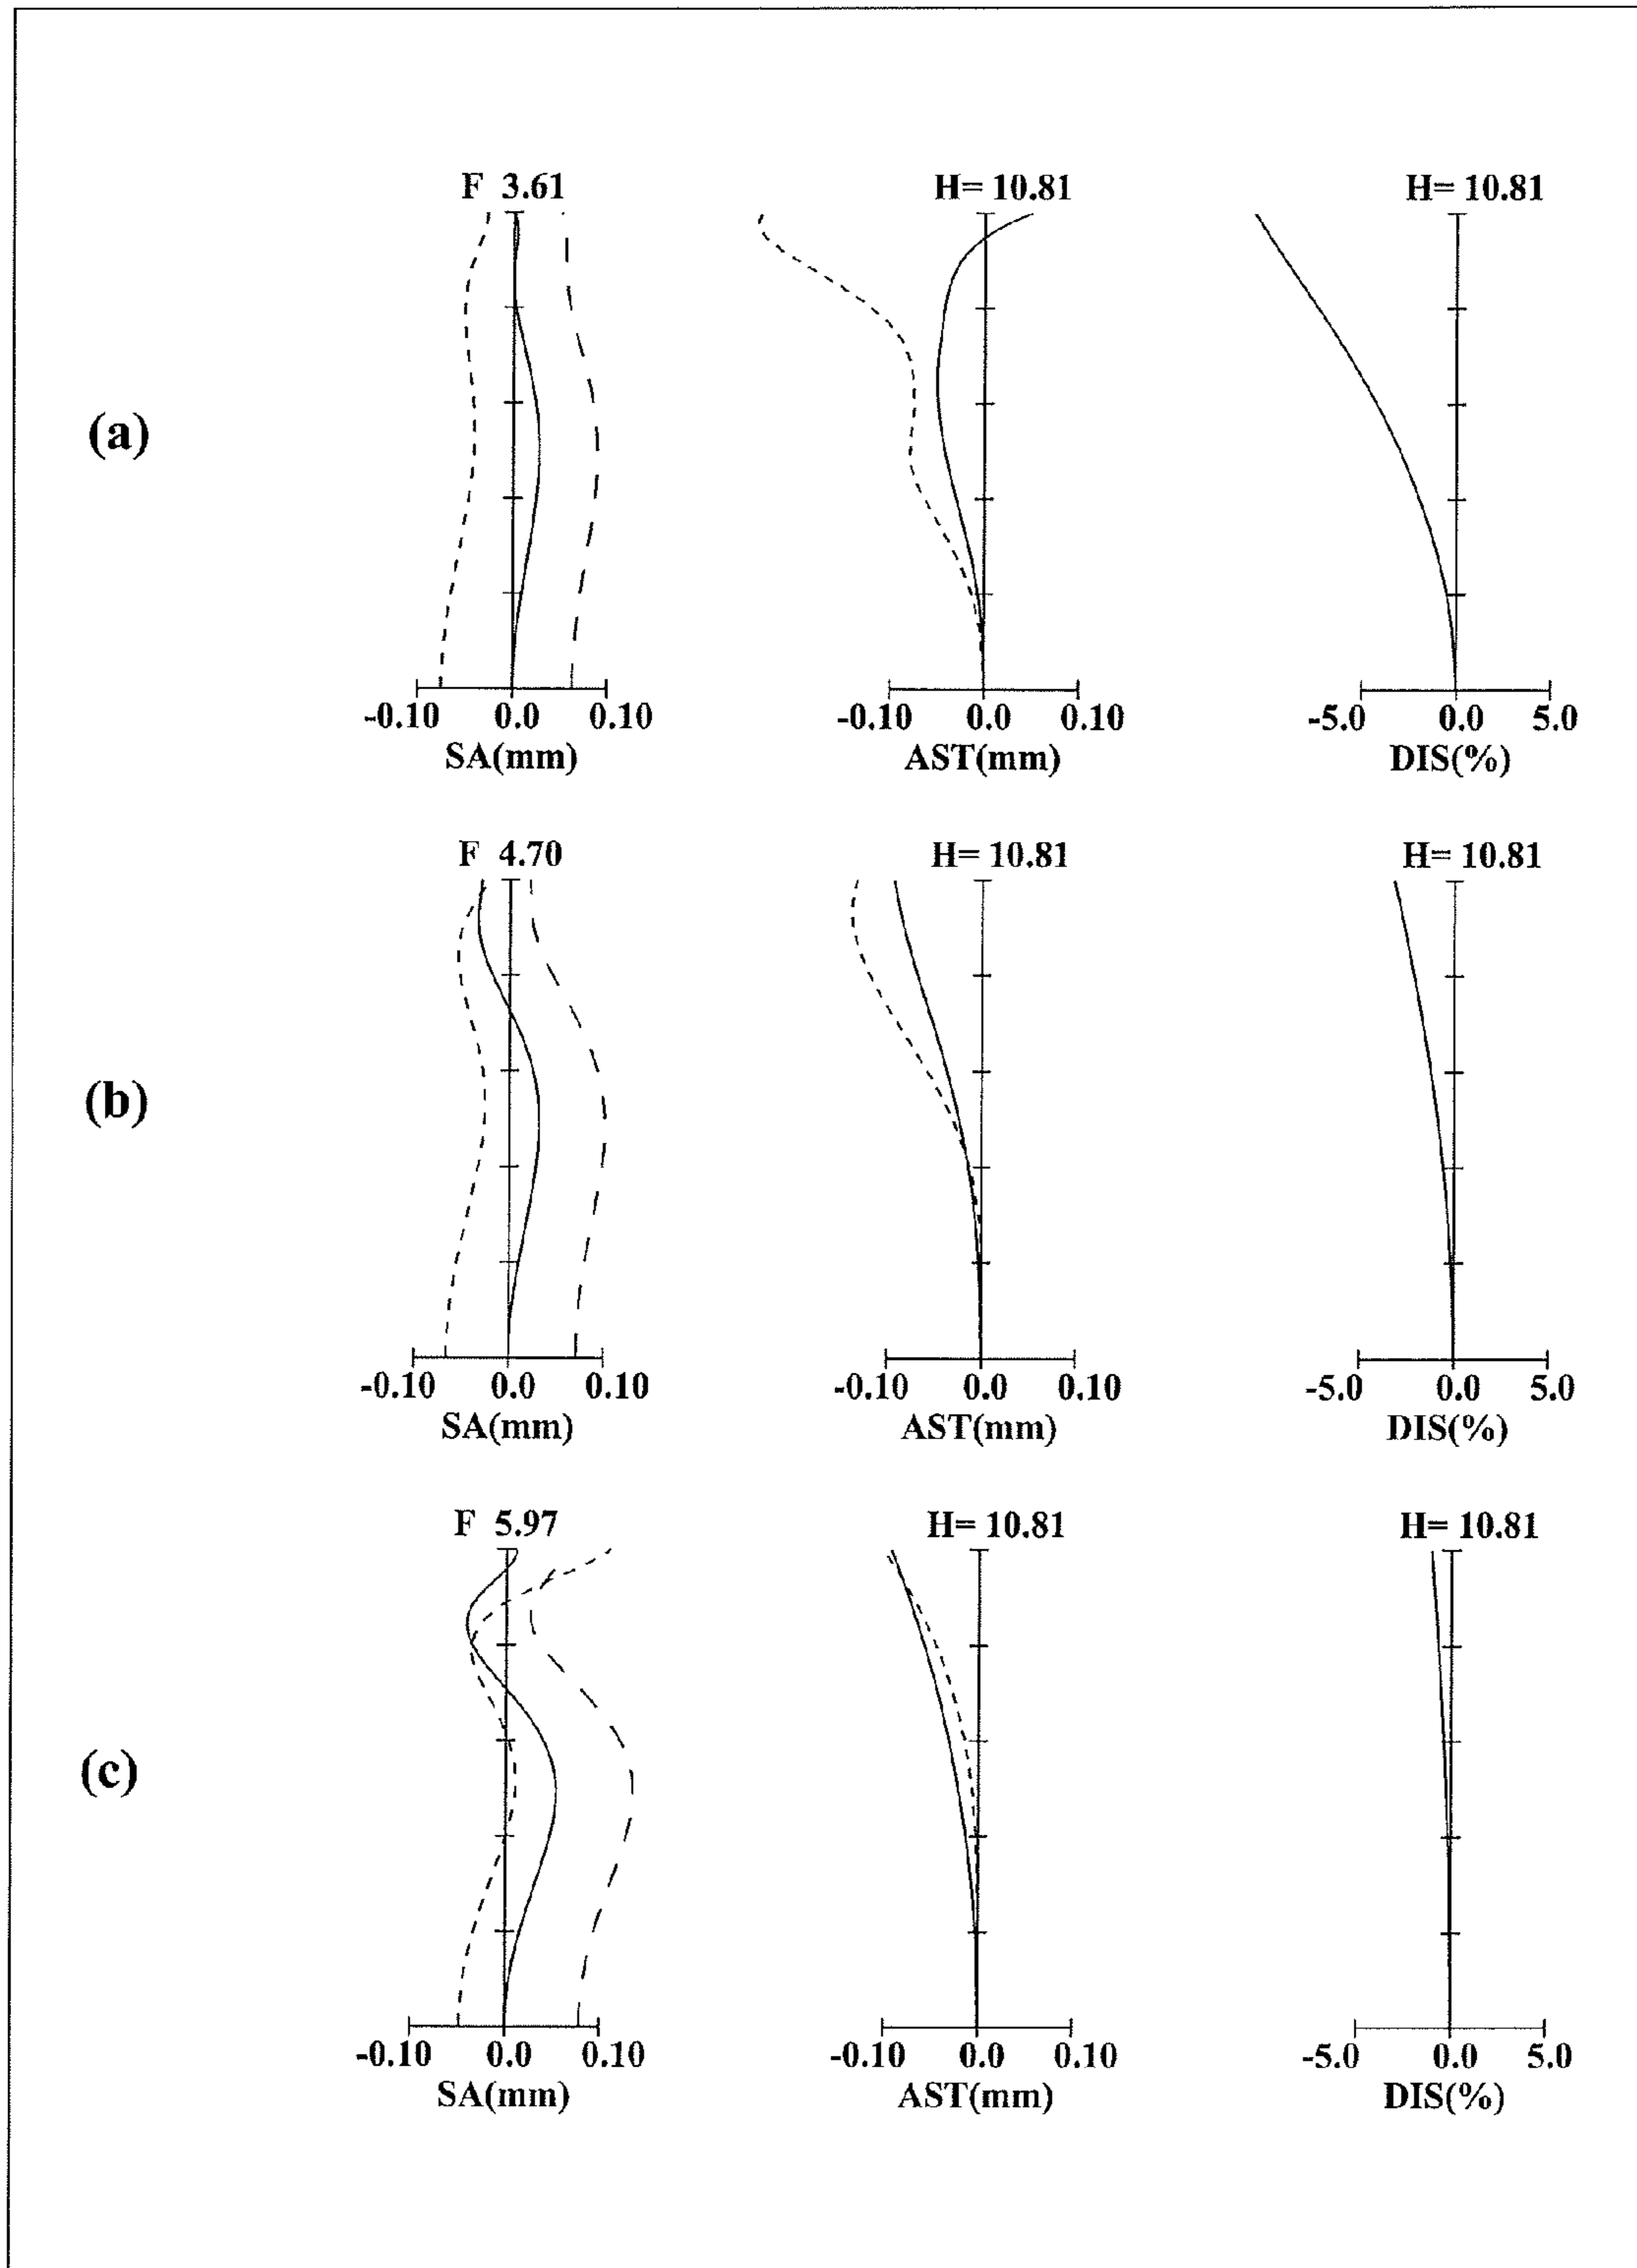 F 3.61 H= 10.81 H= 10.81
(a)
-0.10 0.0 0.10 -0.10 0.0 0.10 -5.0 0.0 5.0
SA(mm) AST(mm) DIS(%)
F 4.70 H= 10.81 H= 10.81
(b)
-0.10 0.0 0.10 -0.10 0.0 0.10 -5.0 0.0 5.0
SA(mm) AST(mm) DIS(%)
F 5.97 H= 10.81 H= 10.81
(c)
-0.10 0.0 0.10 -0.10 0.0 0.10 -5.0 0.0 5.0
SA(mm) AST(mm) DIS(%)